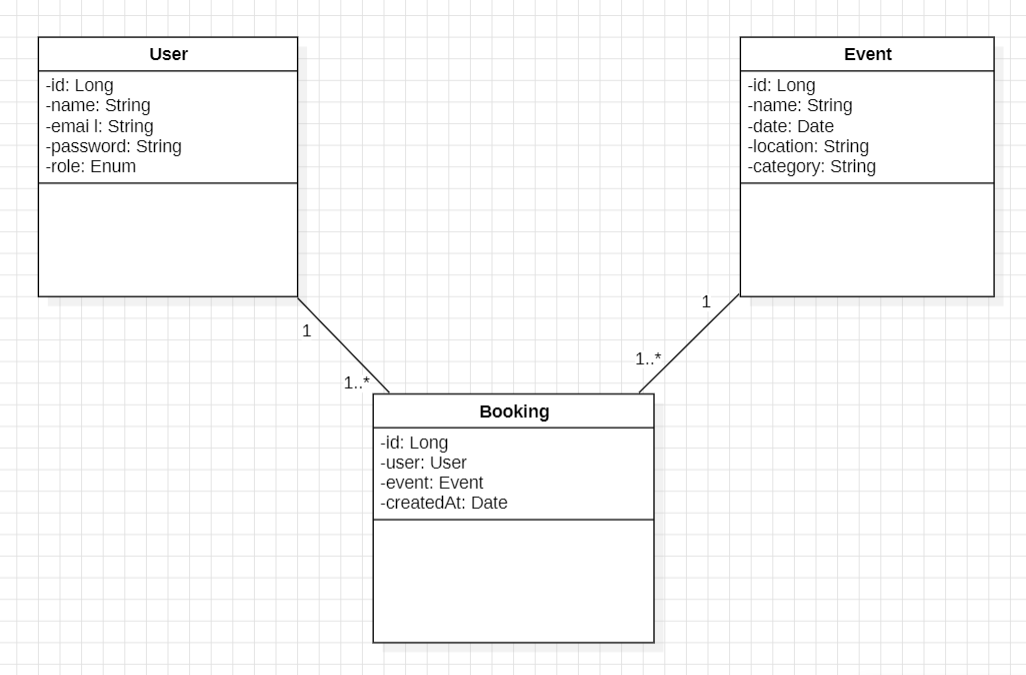 User
-id: Long
-name: String
-emai l: String
-password: String
-role: Enum
Event
-id: Long
-name: String
-date: Date
-location: String
-category: String
1
1..*
1
1..*
Booking
-id: Long
-user: User
-event: Event
-createdAt: Date